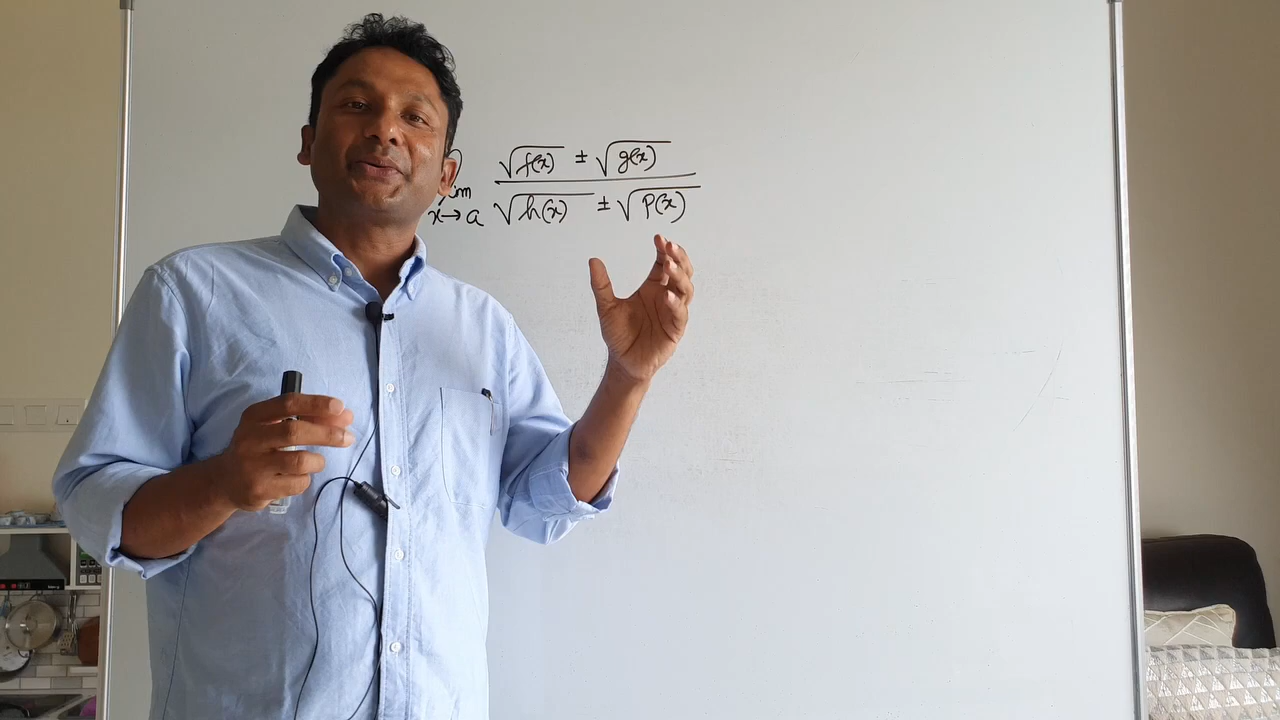 √f(x) ± √g(x)
lim
x→a √h(x) ± √p(x)